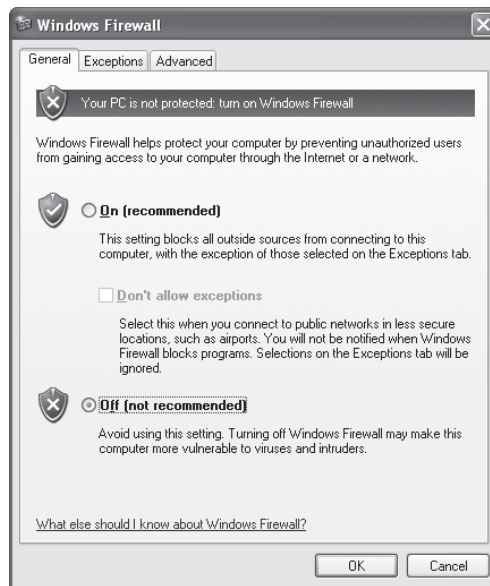 Windows Firewall
General Exceptions Advanced
Your PC is not protected: turn on Windows Firewall
Windows Firewall helps protect your computer by preventing unauthorized users
from gaining access to your computer through the Internet or a network.
On (recommended)
This setting blocks all outside sources from connecting to this
computer, with the exception of those selected on the Exceptions tab.
Don't allow exceptions
Select this when you connect to public networks in less secure
locations, such as airports. You will not be notified when Windows
Firewall blocks programs. Selections on the Exceptions tab will be
ignored.
Off (not recommended)
Avoid using this setting. Turning off Windows Firewall may make this
computer more vulnerable to viruses and intruders.
What else should I know about Windows Firewall?
OK Cancel